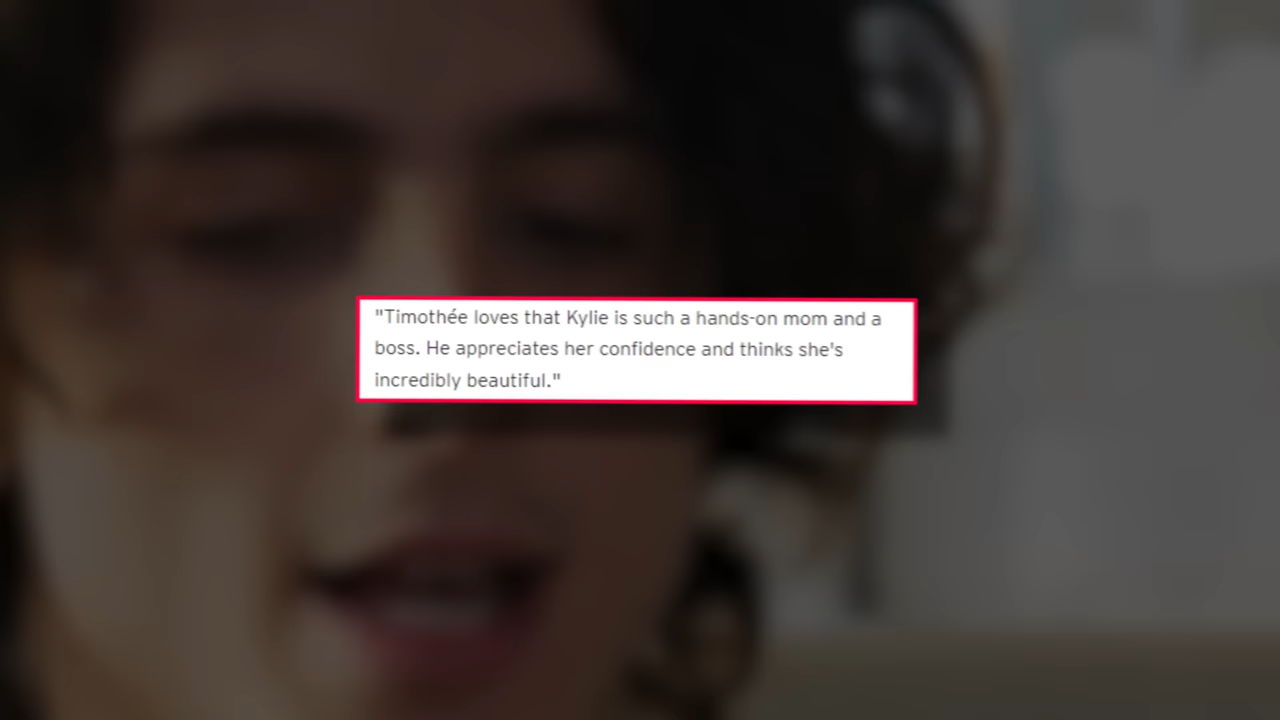 "Timothée loves that Kylie is such a hands-on mom and a
boss. He appreciates her confidence and thinks she's
incredibly beautiful."